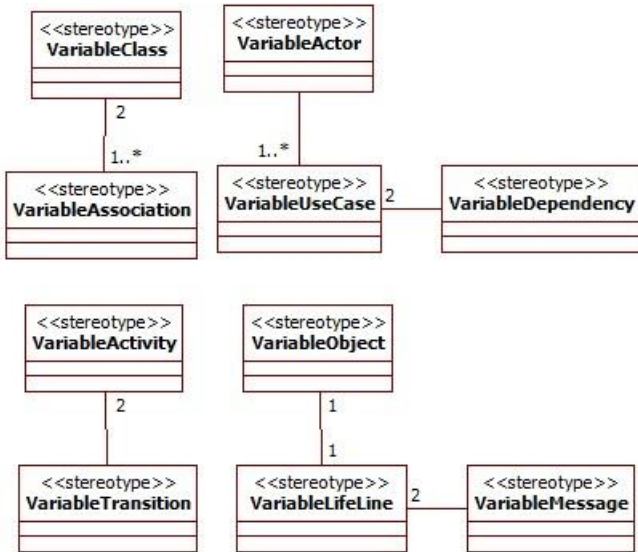 <<stereotype>>
VariableClass
2
1..*
<<stereotype>>
VariableAssociation
<<stereotype>>
VariableActor
1..*
<<stereotype>>
VariableUseCase
2
<<stereotype>>
VariableDependency
<<stereotype>>
VariableActivity
2
<<stereotype>>
VariableTransition
<<stereotype>>
VariableObject
1
1
<<stereotype>>
VariableLifeLine
2
<<stereotype>>
VariableMessage